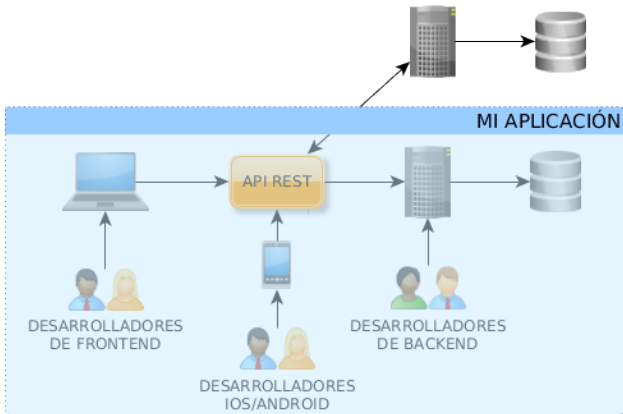 MI APLICACIÓN
API REST
DESARROLLADORES
DE FRONTEND
DESARROLLADORES
DE BACKEND
DESARROLLADORES
IOS/ANDROID